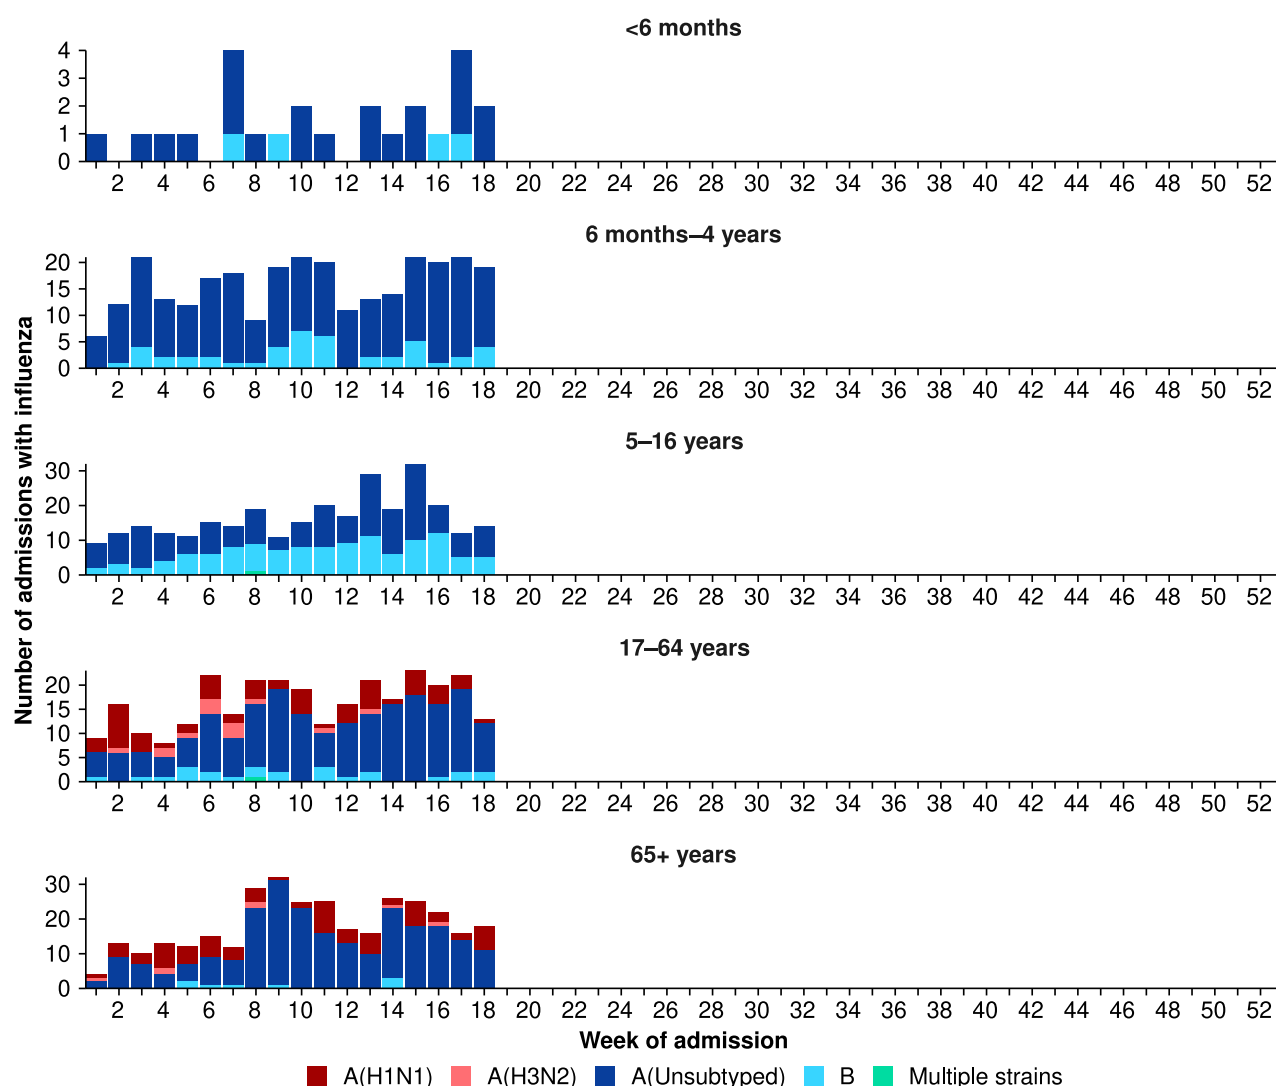 <6 months
4
3
2
1
0
2 4 6 8 10 12 14 16 18 20 22 24 26 28 30 32 34 36 38 40 42 44 46 48 50 52
6 months–4 years
20
15
10
5
0
2 4 6 8 10 12 14 16 18 20 22 24 26 28 30 32 34 36 38 40 42 44 46 48 50 52
Number of admissions with influenza
5–16 years
30
20
10
0
2 4 6 8 10 12 14 16 18 20 22 24 26 28 30 32 34 36 38 40 42 44 46 48 50 52
17–64 years
20
15
10
5
0
2 4 6 8 10 12 14 16 18 20 22 24 26 28 30 32 34 36 38 40 42 44 46 48 50 52
65+ years
30
20
10
0
2 4 6 8 10 12 14 16 18 20 22 24 26 28 30 32 34 36 38 40 42 44 46 48 50 52
Week of admission
A(H1N1) A(H3N2) A(Unsubtyped) B Multiple strains